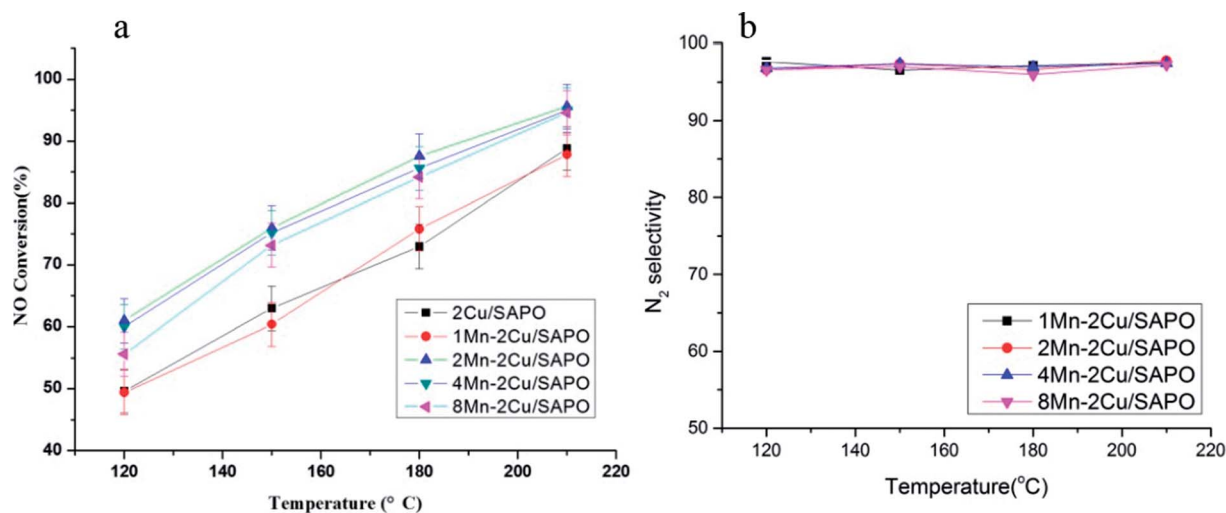 a
100
90
80
70
60
50
40
NO Conversion(%)
2Cu/SAPO
1Mn-2Cu/SAPO
2Mn-2Cu/SAPO
4Mn-2Cu/SAPO
8Mn-2Cu/SAPO
120 140 160 180 200 220
Temperature (° C)
b
100
90
80
70
60
50
N₂ selectivity
1Mn-2Cu/SAPO
2Mn-2Cu/SAPO
4Mn-2Cu/SAPO
8Mn-2Cu/SAPO
120 140 160 180 200 220
Temperature(°C)